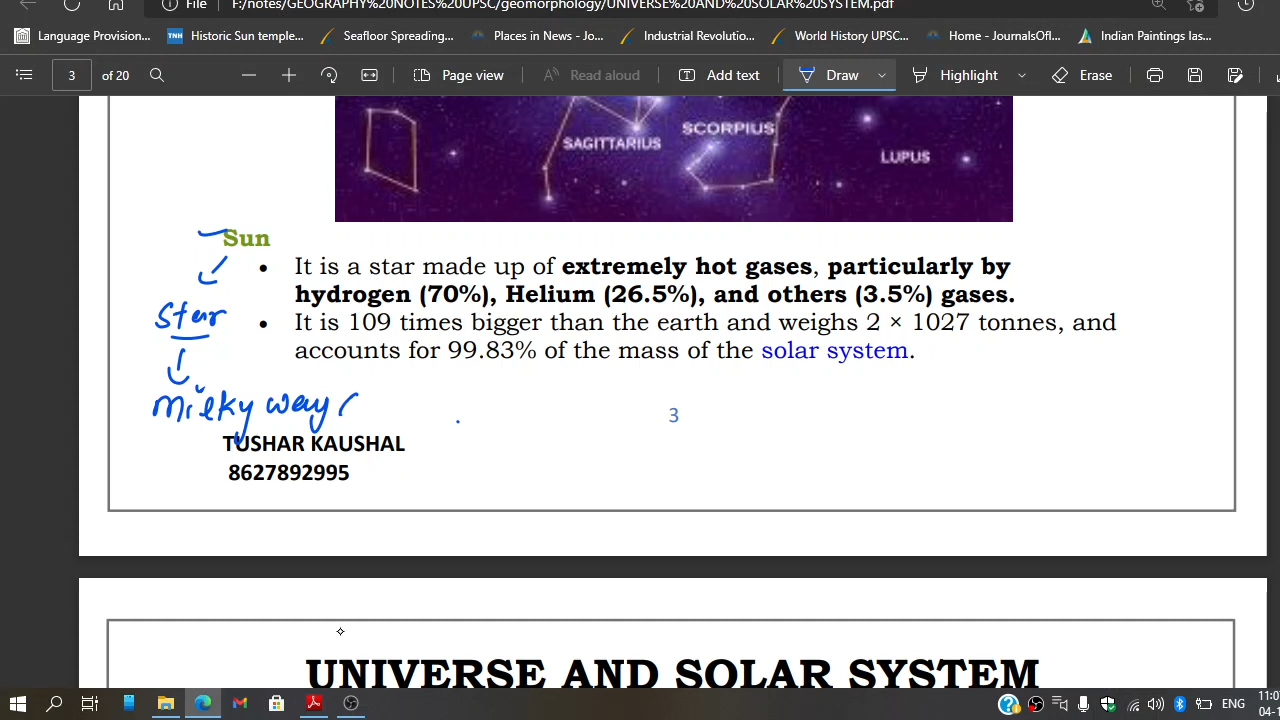 File F:/notes/GEOGRAPHY%20NOTES%20UPSC/geomorphology/UNIVERSE%20AND%20SOLAR%20SYSTEM.pdf
Language Provision... Historic Sun temple... Seafloor Spreading... Places in News - Jo... Industrial Revolutio... World History UPSC... Home - JournalsOfI... Indian Paintings las...
3 of 20 Page view Read aloud Add text Draw Highlight Erase
SAGITTARIUS SCORPIUS LUPUS
Sun
• It is a star made up of extremely hot gases, particularly by
hydrogen (70%), Helium (26.5%), and others (3.5%) gases.
Star
• It is 109 times bigger than the earth and weighs 2 × 1027 tonnes, and
accounts for 99.83% of the mass of the solar system.
Milky way (
3
TUSHAR KAUSHAL
8627892995
UNIVERSE AND SOLAR SYSTEM
ENG